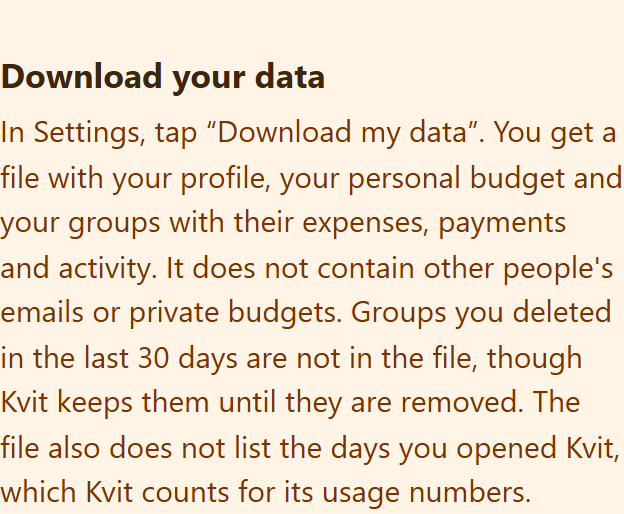 Download your data
In Settings, tap “Download my data”. You get a
file with your profile, your personal budget and
your groups with their expenses, payments
and activity. It does not contain other people's
emails or private budgets. Groups you deleted
in the last 30 days are not in the file, though
Kvit keeps them until they are removed. The
file also does not list the days you opened Kvit,
which Kvit counts for its usage numbers.